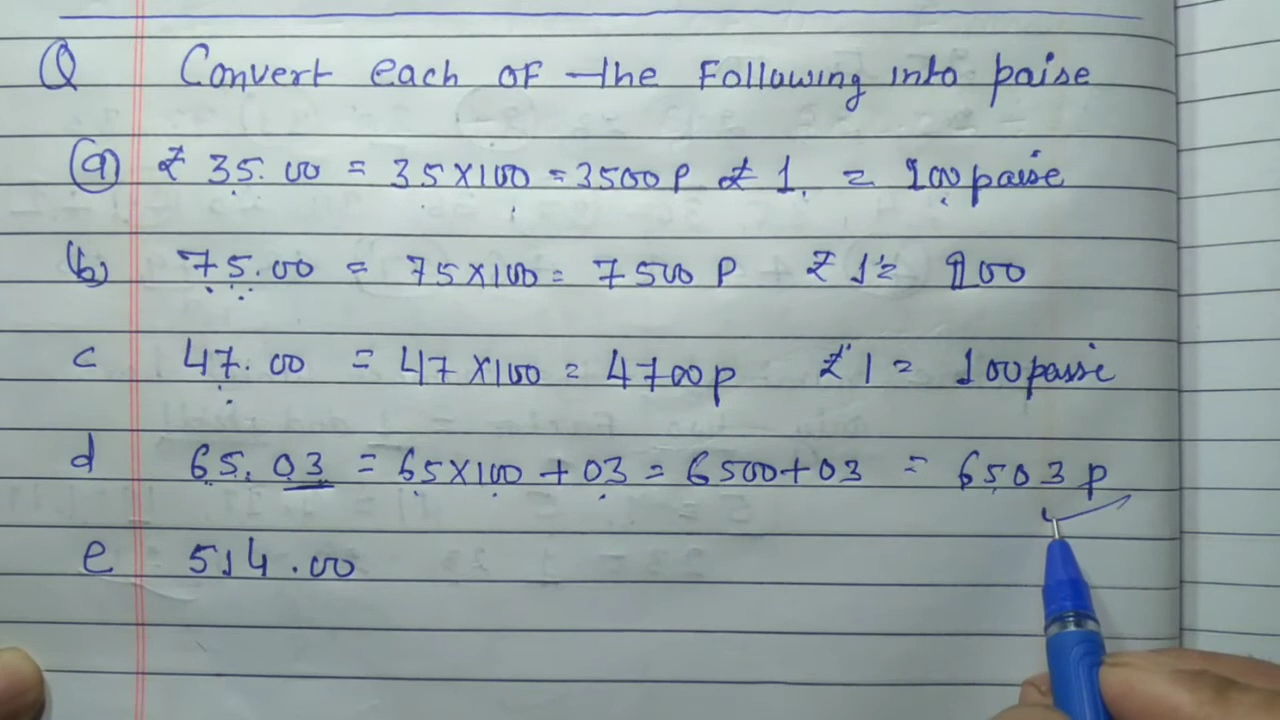 Q Convert each of the Following into paise
(a) ₹ 35.00 = 35×100 = 3500 P ₹ 1. = 100 paise
(b) 75.00 = 75×100 = 7500 P ₹ 1 = 100
c 47.00 = 47×100 = 4700 p ₹ 1 = 100 passe
d 65.03 = 65×100 + 03 = 6500+03 = 6503 p
e 514.00